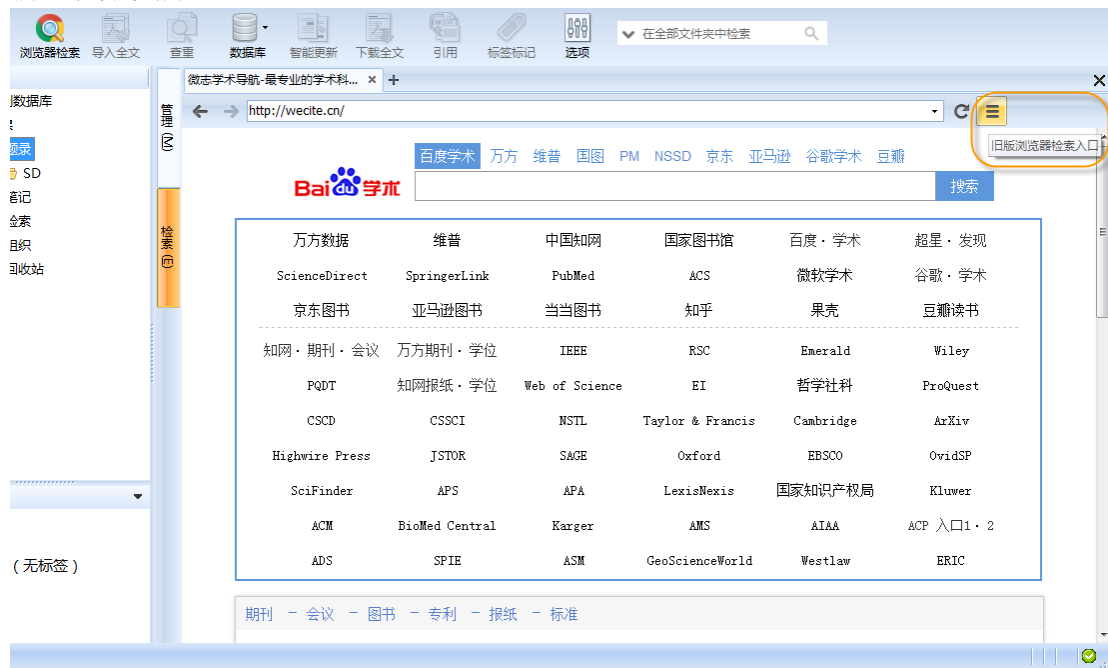 浏览器检索 导入全文 查重 数据库 智能更新 下载全文 引用 标签标记 选项 在全部文件夹中检索
微志学术导航-最专业的学术科... × +
http://wecite.cn/
旧版浏览器检索入口
数据库
题录
SD
笔记
检索
组织
回收站
(无标签)
管理(M)
检索(E)
百度学术 万方 维普 国图 PM NSSD 京东 亚马逊 谷歌学术 豆瓣
Bai du 学术 搜索
万方数据 维普 中国知网 国家图书馆 百度·学术 超星·发现
ScienceDirect SpringerLink PubMed ACS 微软学术 谷歌·学术
京东图书 亚马逊图书 当当图书 知乎 果壳 豆瓣读书
知网·期刊·会议 万方期刊·学位 IEEE RSC Emerald Wiley
PQDT 知网报纸·学位 Web of Science EI 哲学社科 ProQuest
CSCD CSSCI NSTL Taylor & Francis Cambridge ArXiv
Highwire Press JSTOR SAGE Oxford EBSCO OvidSP
SciFinder APS APA LexisNexis 国家知识产权局 Kluwer
ACM BioMed Central Karger AMS AIAA ACP 入口1·2
ADS SPIE ASM GeoScienceWorld Westlaw ERIC
期刊 - 会议 - 图书 - 专利 - 报纸 - 标准